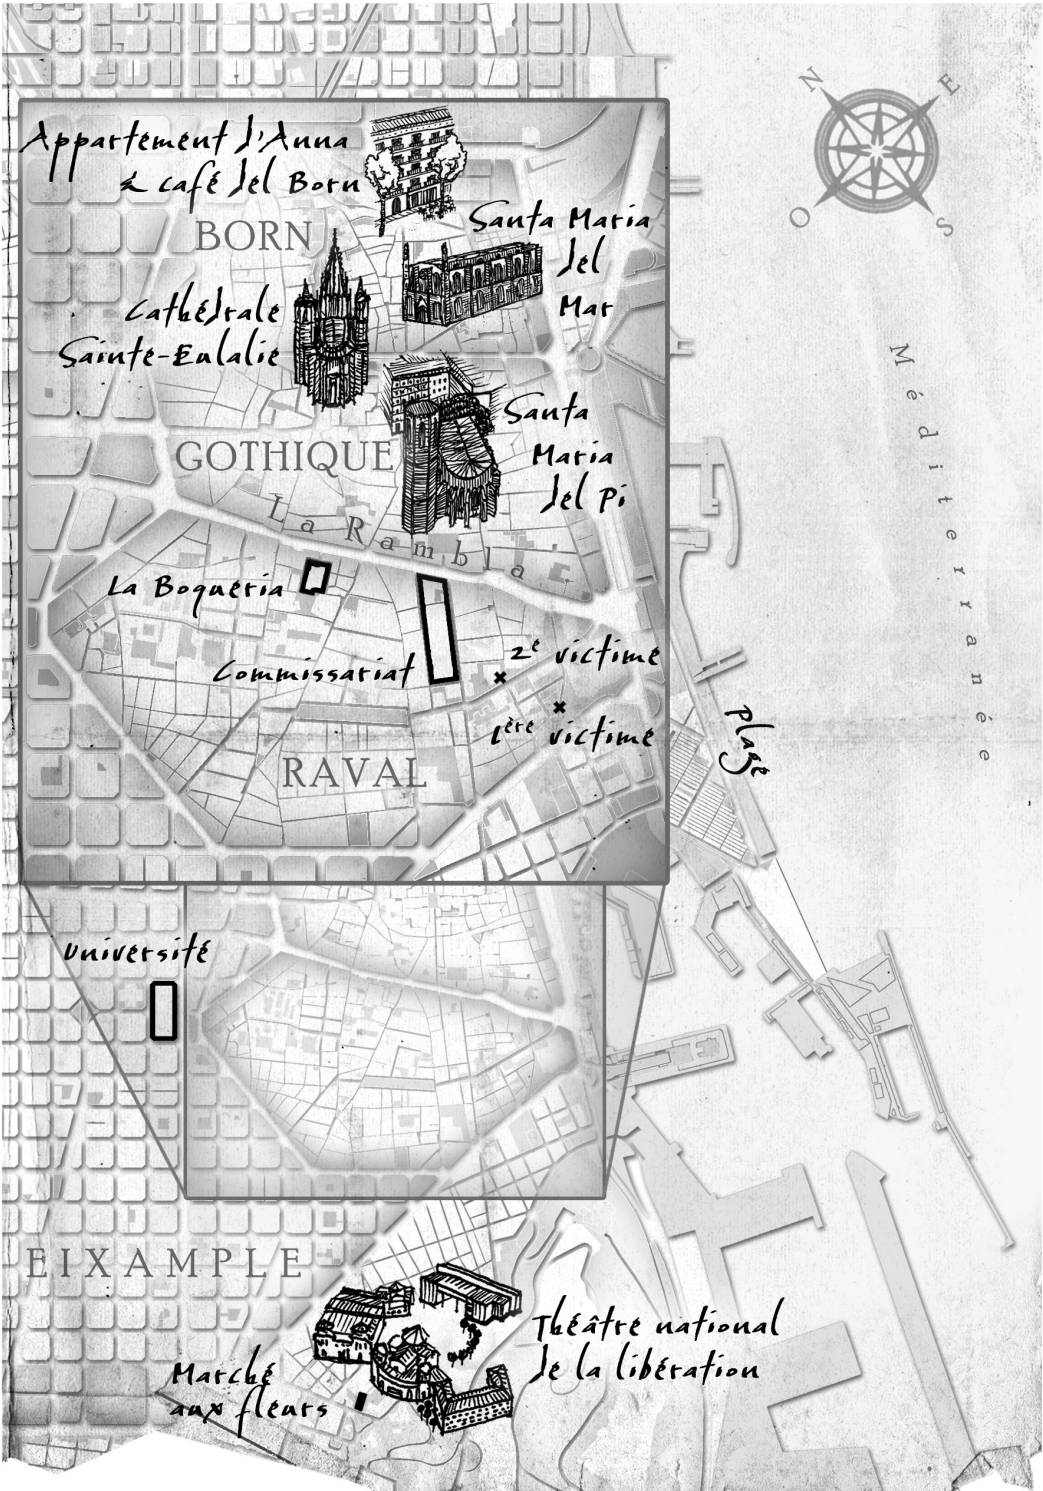 N
E
O
S
Appartement d'Anna
& café del Born
BORN
Santa Maria
del
Mar
Cathédrale
Sainte-Eulalie
Santa
Maria
del Pi
GOTHIQUE
La Rambla
La Boqueria
Commissariat
2e victime
1ère victime
RAVAL
Méditerranée
Plage
Université
EIXAMPLE
Théâtre national
de la libération
Marché
aux fleurs